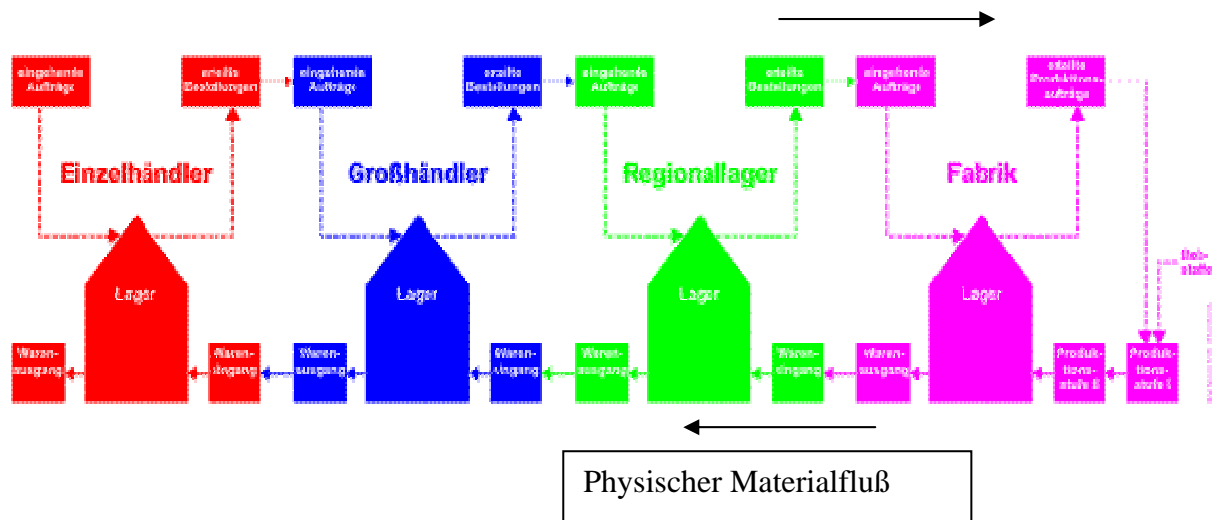 eingehende
Aufträge
erteilte
Bestellungen
eingehende
Aufträge
erteilte
Bestellungen
eingehende
Aufträge
erteilte
Bestellungen
eingehende
Aufträge
erteilte
Produktions-
aufträge
Einzelhändler
Großhändler
Regionallager
Fabrik
Roh-
stoffe
Lager
Lager
Lager
Lager
Waren-
ausgang
Waren-
eingang
Waren-
ausgang
Waren-
eingang
Waren-
ausgang
Waren-
eingang
Waren-
ausgang
Produk-
tions-
stufe
Produk-
tions-
stufe
Physischer Materialfluß